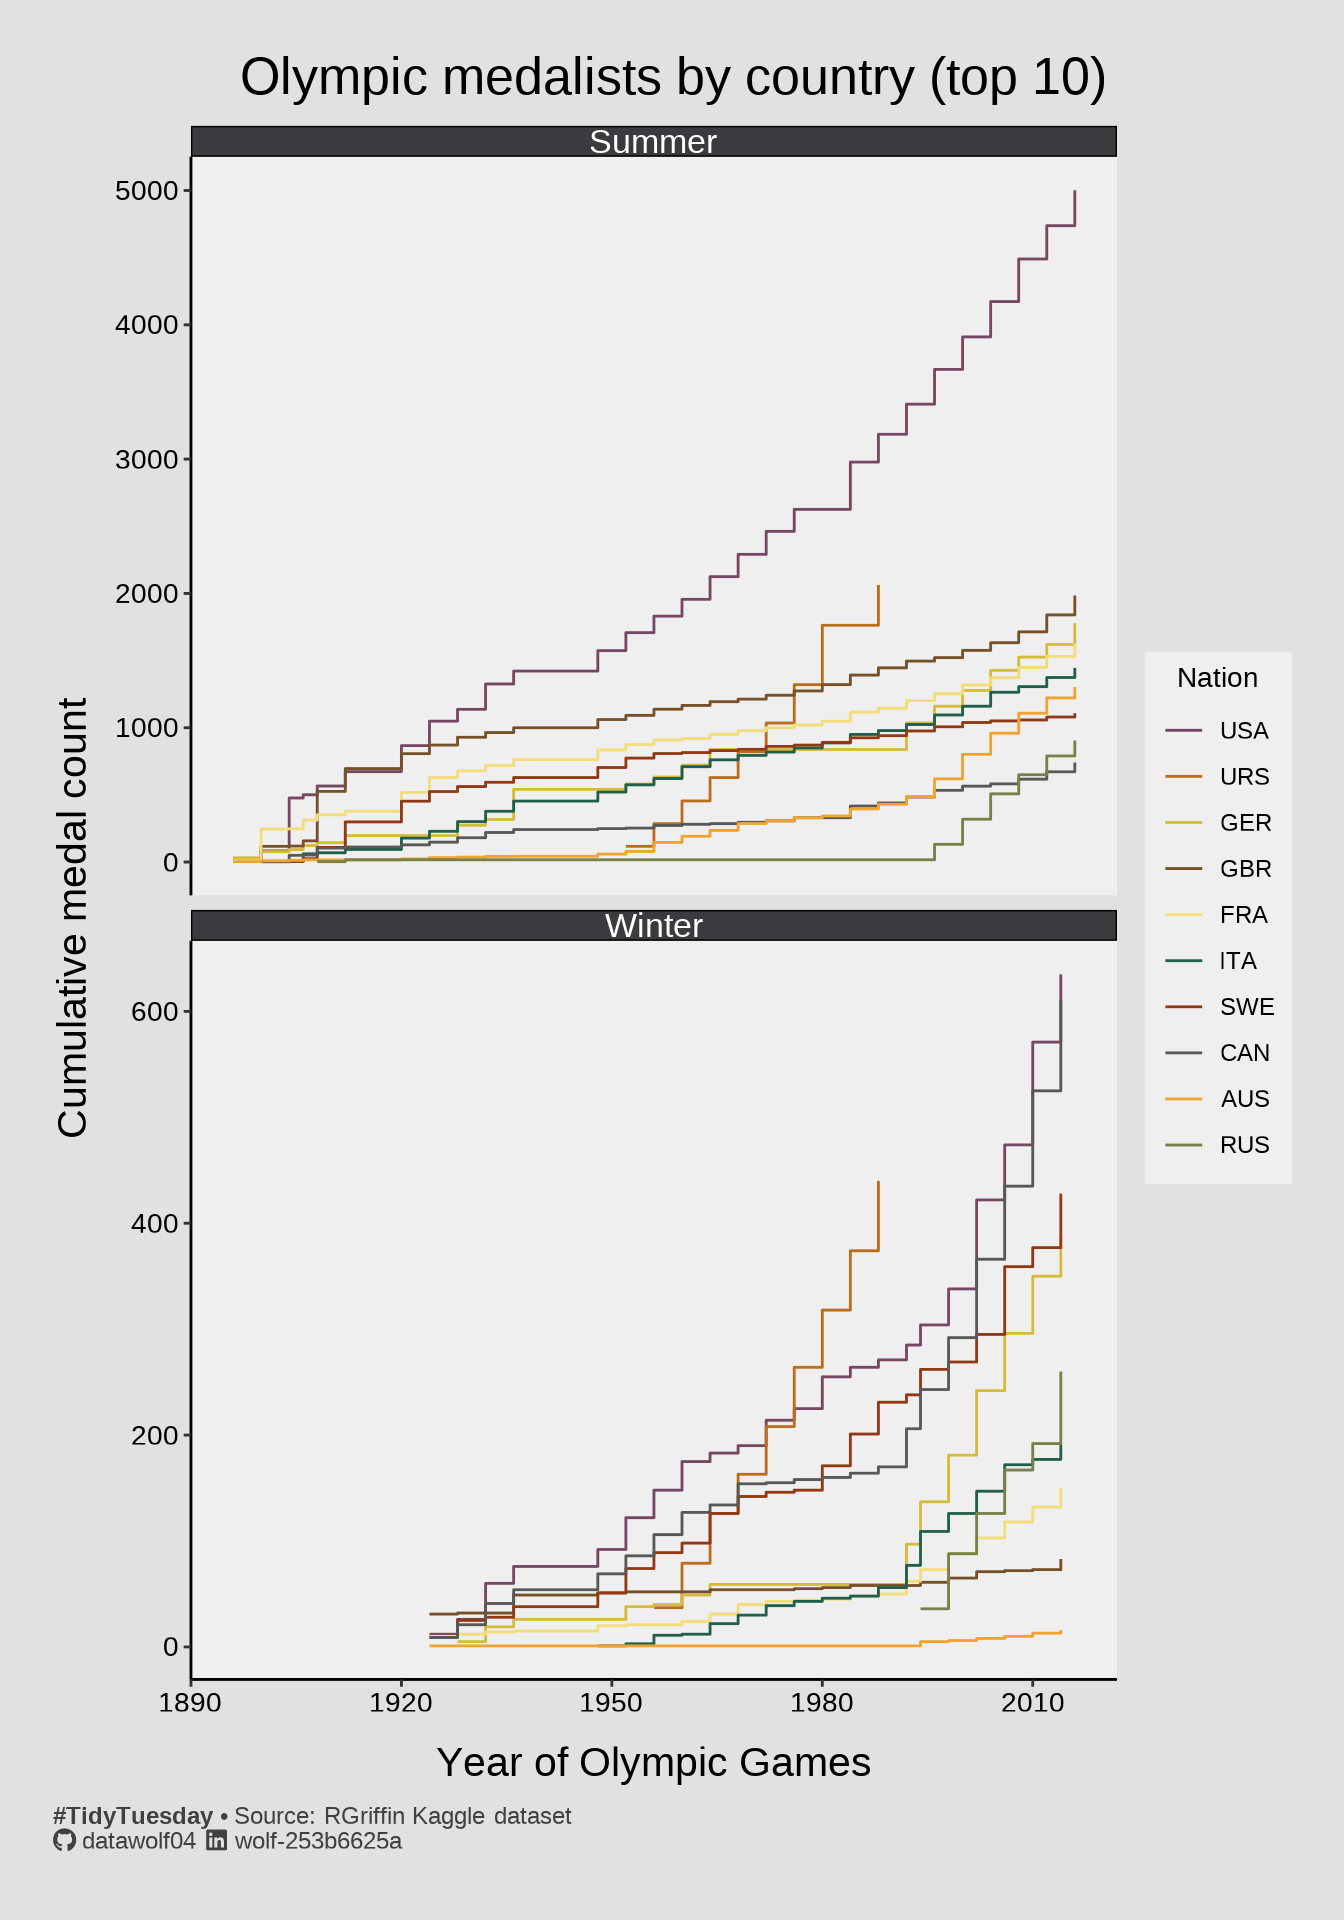 Olympic medalists by country (top 10)
Summer
5000
4000
3000
2000
1000
0
Winter
600
400
200
0
1890 1920 1950 1980 2010
Cumulative medal count
Year of Olympic Games
Nation
USA
URS
GER
GBR
FRA
ITA
SWE
CAN
AUS
RUS
#TidyTuesday • Source: RGriffin Kaggle dataset
datawolf04 in wolf-253b6625a